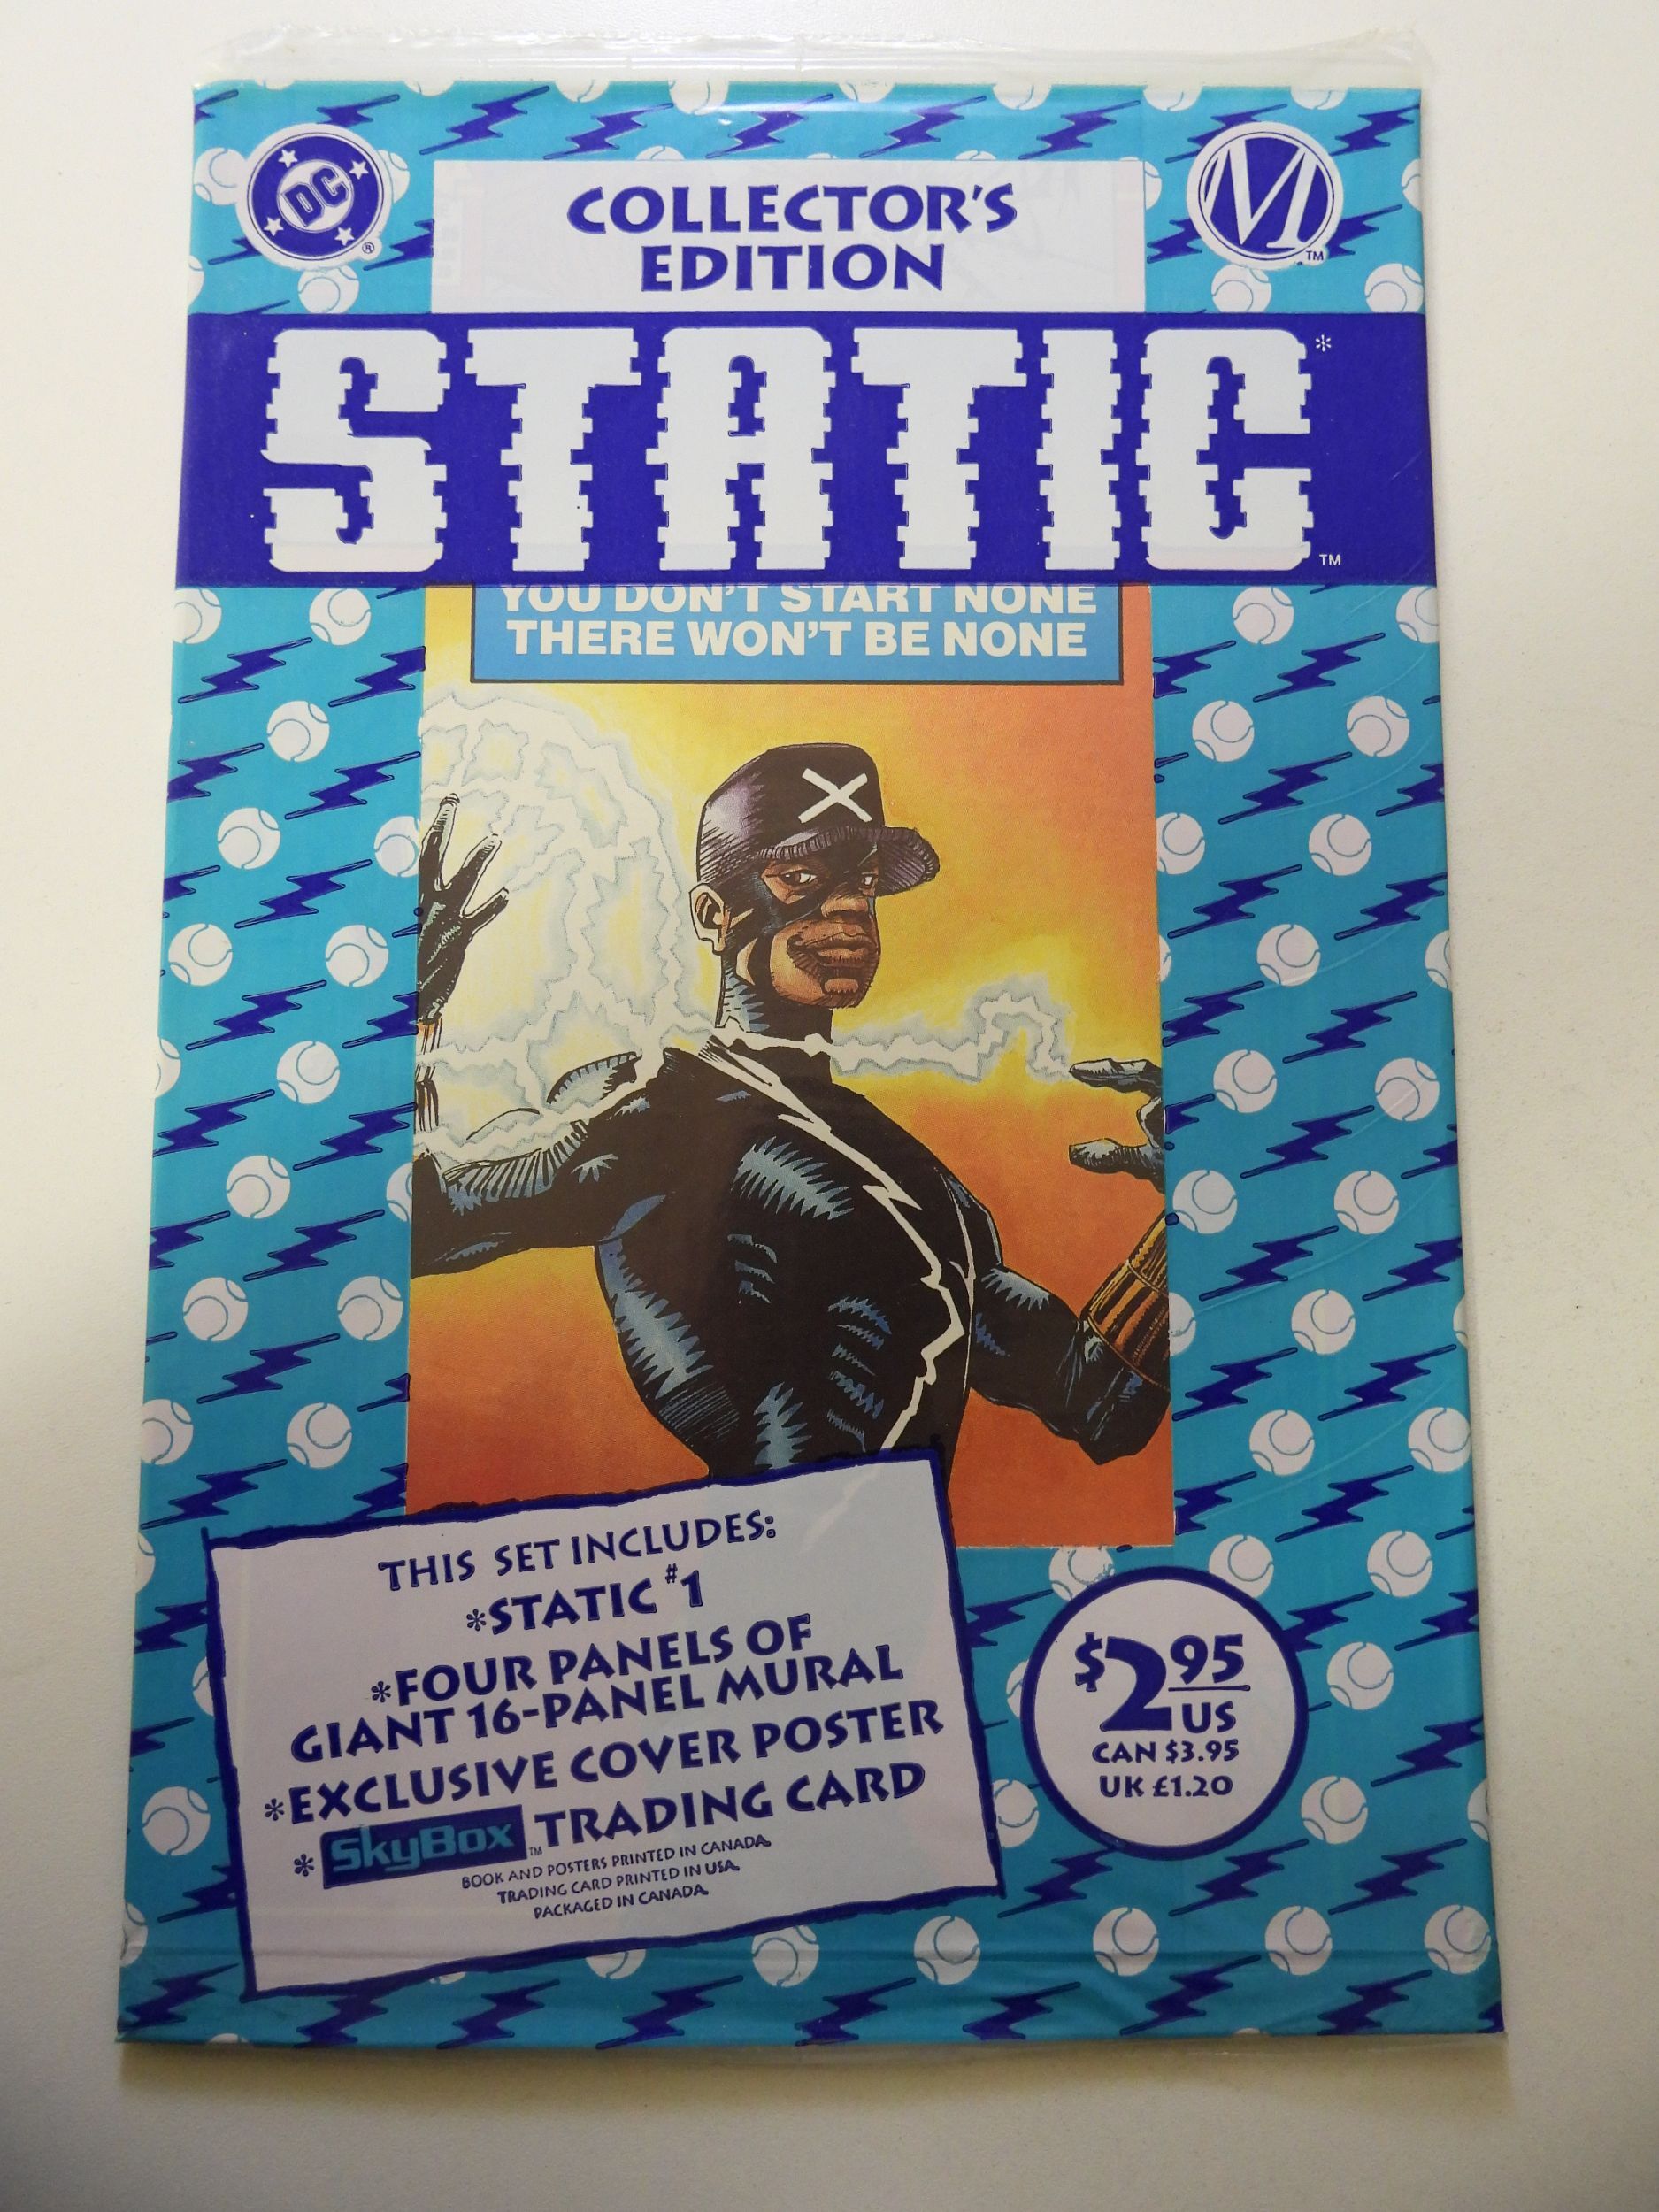 DC
®
M
TM
COLLECTOR'S
EDITION
STATIC*
TM
YOU DON'T START NONE
THERE WON'T BE NONE
X
THIS SET INCLUDES:
*STATIC #1
*FOUR PANELS OF
GIANT 16-PANEL MURAL
*EXCLUSIVE COVER POSTER
* SkyBox™ TRADING CARD
BOOK AND POSTERS PRINTED IN CANADA.
TRADING CARD PRINTED IN USA.
PACKAGED IN CANADA.
$2.95
US
CAN $3.95
UK £1.20